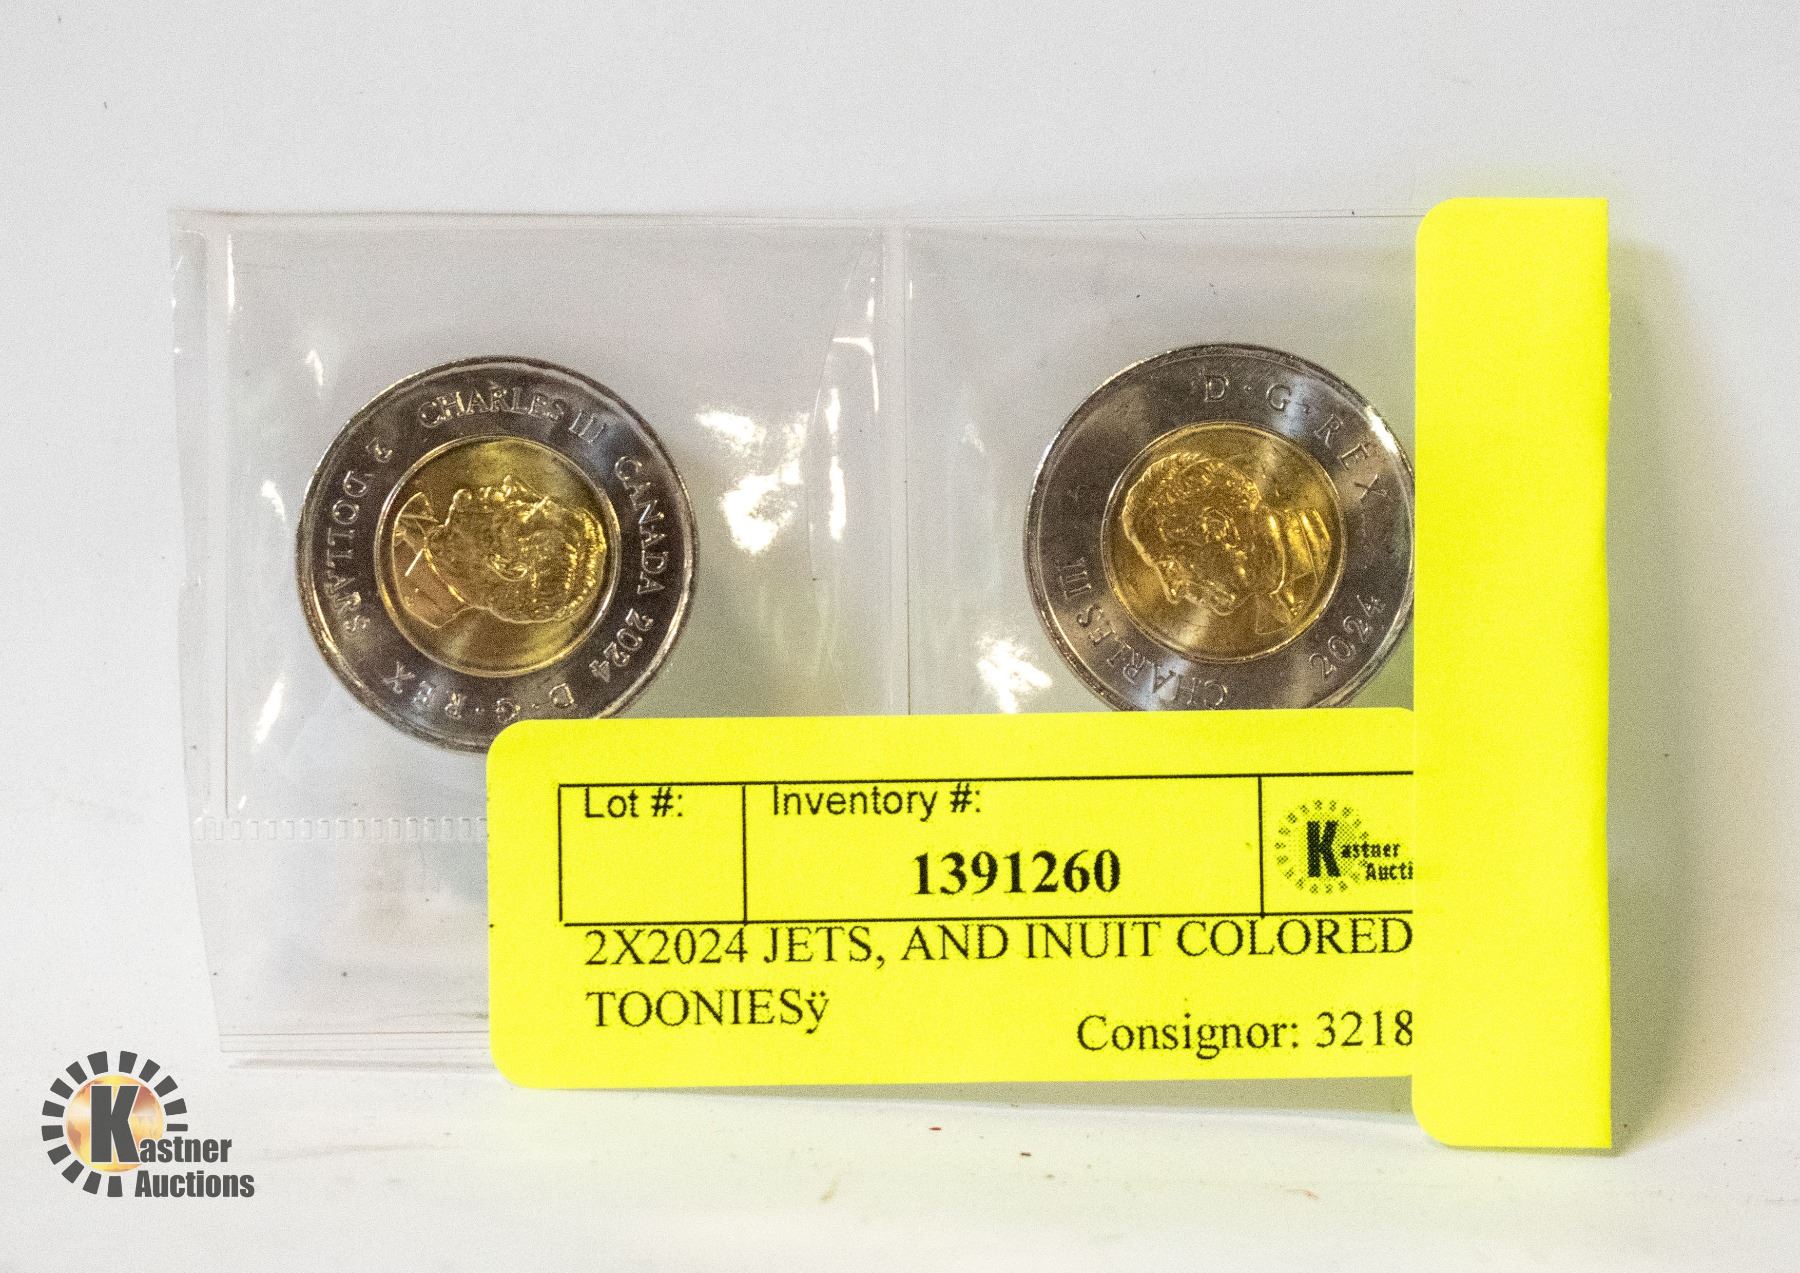 CHARLES III CANADA 2024 D·G·REX 2 DOLLARS
CHARLES III D·G·REX 2024
Lot #:
Inventory #:
1391260
Kastner
Aucti
2X2024 JETS, AND INUIT COLORED
TOONIESÿ
Consignor: 3218
Kastner
Auctions